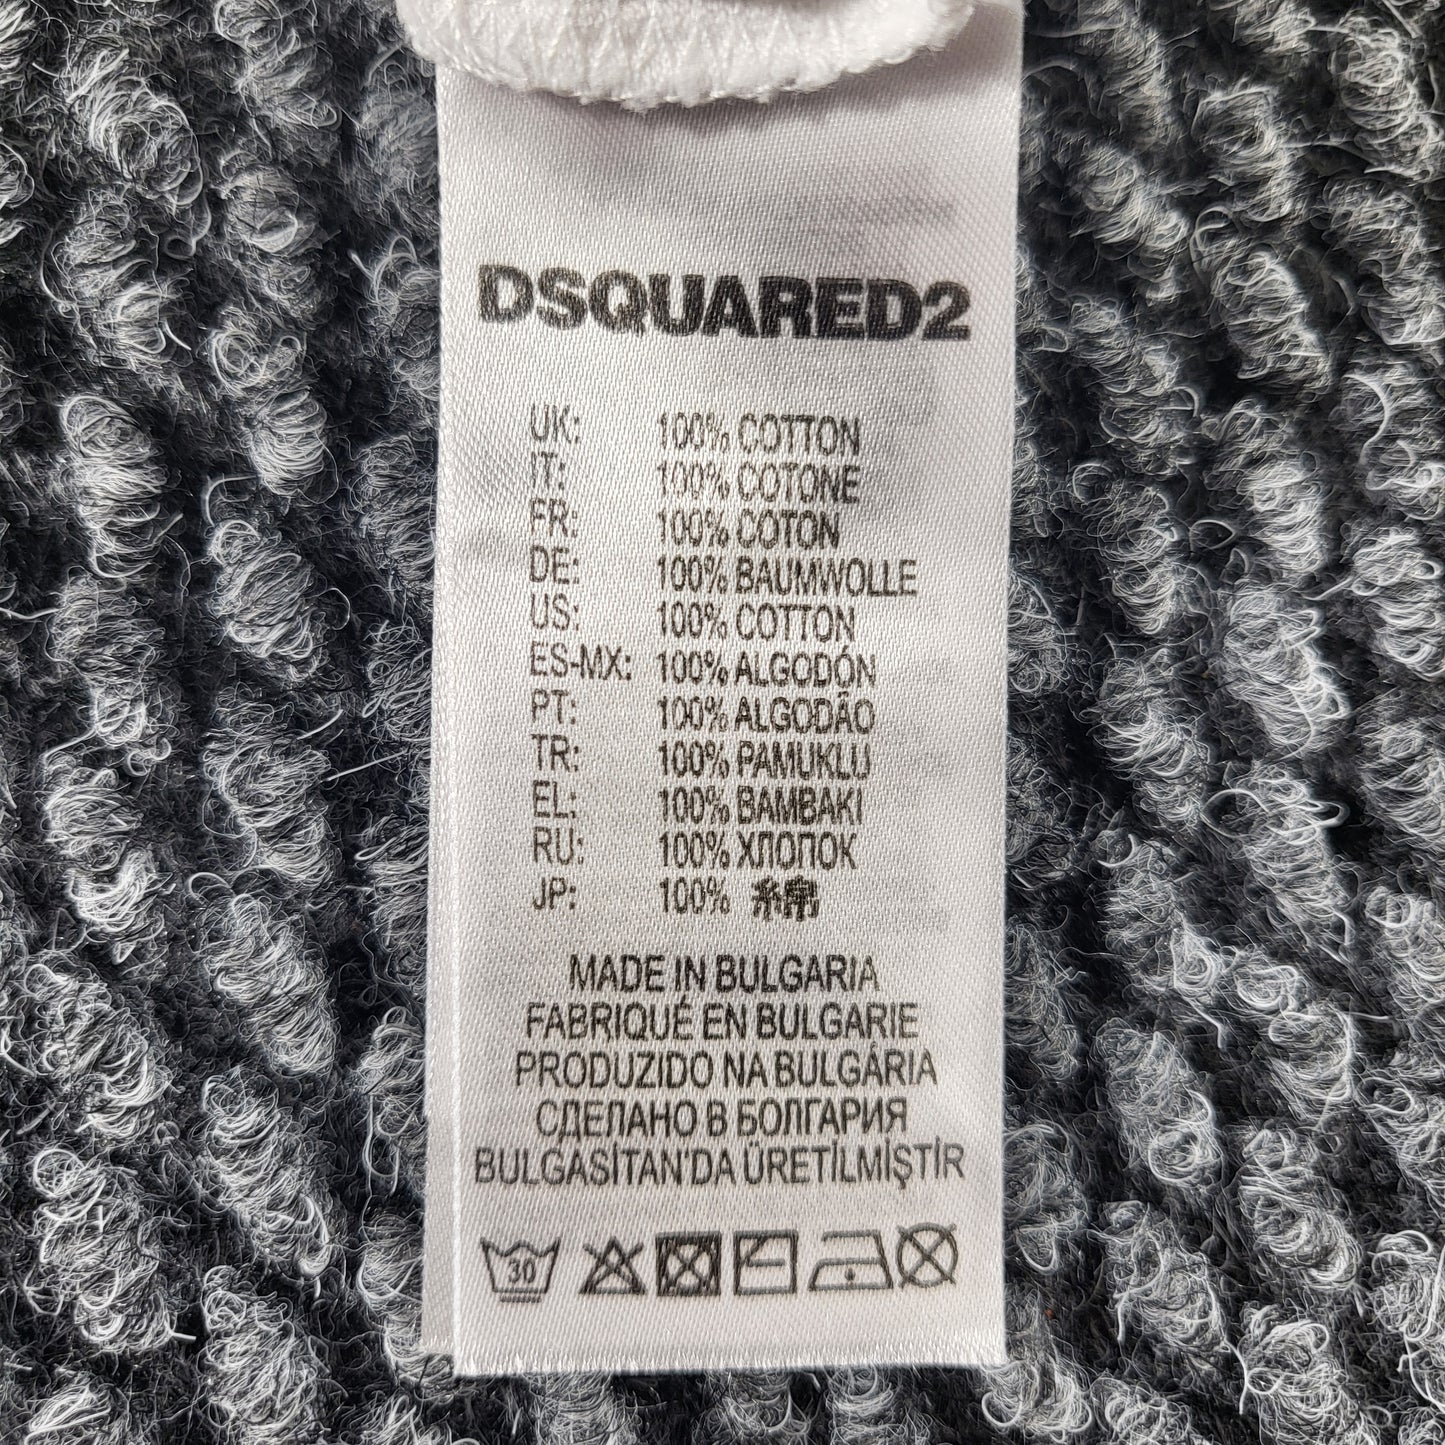 DSQUARED2
UK: 100% COTTON
IT: 100% COTONE
FR: 100% COTON
DE: 100% BAUMWOLLE
US: 100% COTTON
ES-MX: 100% ALGODÓN
PT: 100% ALGODÃO
TR: 100% PAMUKLU
EL: 100% BAMBAKI
RU: 100% ХЛОПОК
JP: 100% 綿
MADE IN BULGARIA
FABRIQUÉ EN BULGARIE
PRODUZIDO NA BULGÁRIA
СДЕЛАНО В БОЛГАРИЯ
BULGASİTAN'DA ÜRETİLMİŞTİR
30